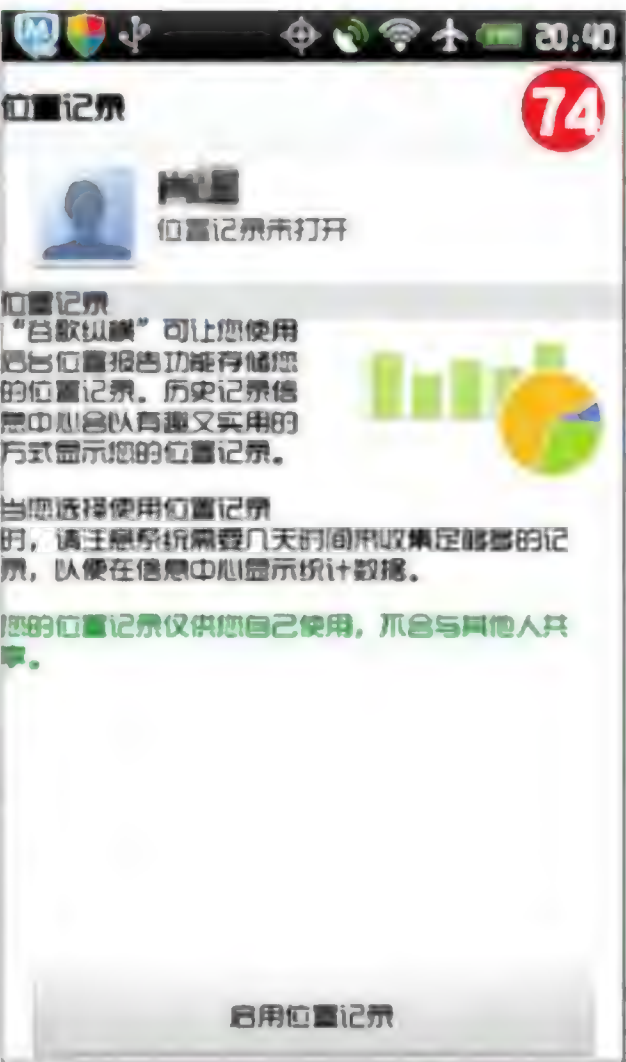 20:40
位置记录
74
位置记录未打开
位置记录
“谷歌纵横”可让您使用
后台位置报告功能存储您
的位置记录。历史记录信
息中心会以有趣又实用的
方式显示您的位置记录。
当您选择使用位置记录
时，请注意系统需要几天时间来收集足够多的记
录，以便在信息中心显示统计数据。
您的位置记录仅供您自己使用，不会与其他人共
享。
启用位置记录